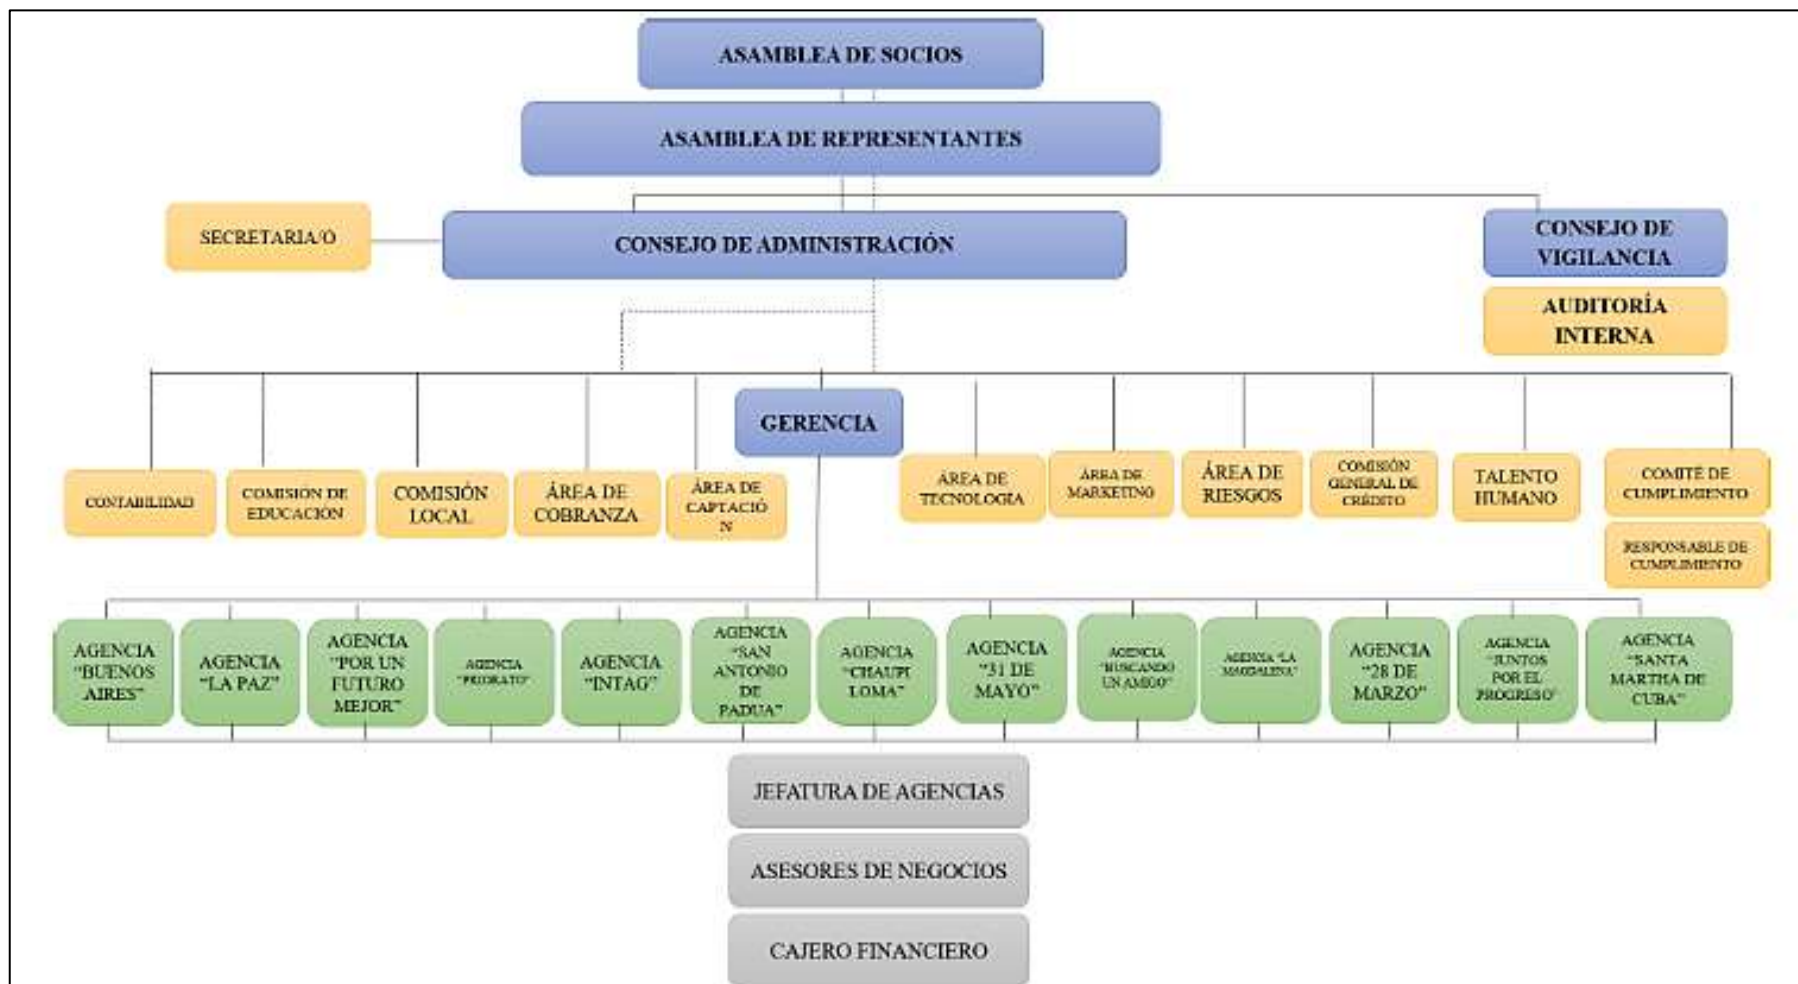 ASAMBLEA DE SOCIOS
ASAMBLEA DE REPRESENTANTES
SECRETARIA/O
CONSEJO DE ADMINISTRACIÓN
CONSEJO DE
VIGILANCIA
AUDITORÍA
INTERNA
GERENCIA
CONTABILIDAD
COMISIÓN DE
EDUCACIÓN
COMISIÓN
LOCAL
ÁREA DE
COBRANZA
ÁREA DE
CAPTACIÓ
N
ÁREA DE
TECNOLOGIA
ÁREA DE
MARKETING
ÁREA DE
RIESGOS
COMISIÓN
GENERAL DE
CRÉDITO
TALENTO
HUMANO
COMITÉ DE
CUMPLIMIENTO
RESPONSABLE DE
CUMPLIMIENTO
AGENCIA
"BUENOS
AIRES"
AGENCIA
"LA PAZ"
AGENCIA
"POR UN
FUTURO
MEJOR"
AGENCIA
"PRIORATO"
AGENCIA
"INTAG"
AGENCIA
"SAN
ANTONIO
DE
PADUA"
AGENCIA
"CHAUPI
LOMA"
AGENCIA
"31 DE
MAYO"
AGENCIA
"BUSCANDO
UN AMIGO"
AGENCIA "LA
MAGDALENA"
AGENCIA
"28 DE
MARZO"
AGENCIA
"JUNTOS
POR EL
PROGRESO"
AGENCIA
"SANTA
MARTHA DE
CUBA"
JEFATURA DE AGENCIAS
ASESORES DE NEGOCIOS
CAJERO FINANCIERO